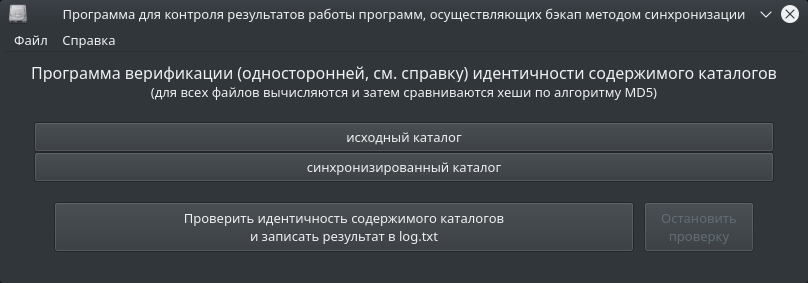 Программа для контроля результатов работы программ, осуществляющих бэкап методом синхронизации
Файл Справка
Программа верификации (односторонней, см. справку) идентичности содержимого каталогов
(для всех файлов вычисляются и затем сравниваются хеши по алгоритму MD5)
исходный каталог
синхронизированный каталог
Проверить идентичность содержимого каталогов
и записать результат в log.txt
Остановить
проверку